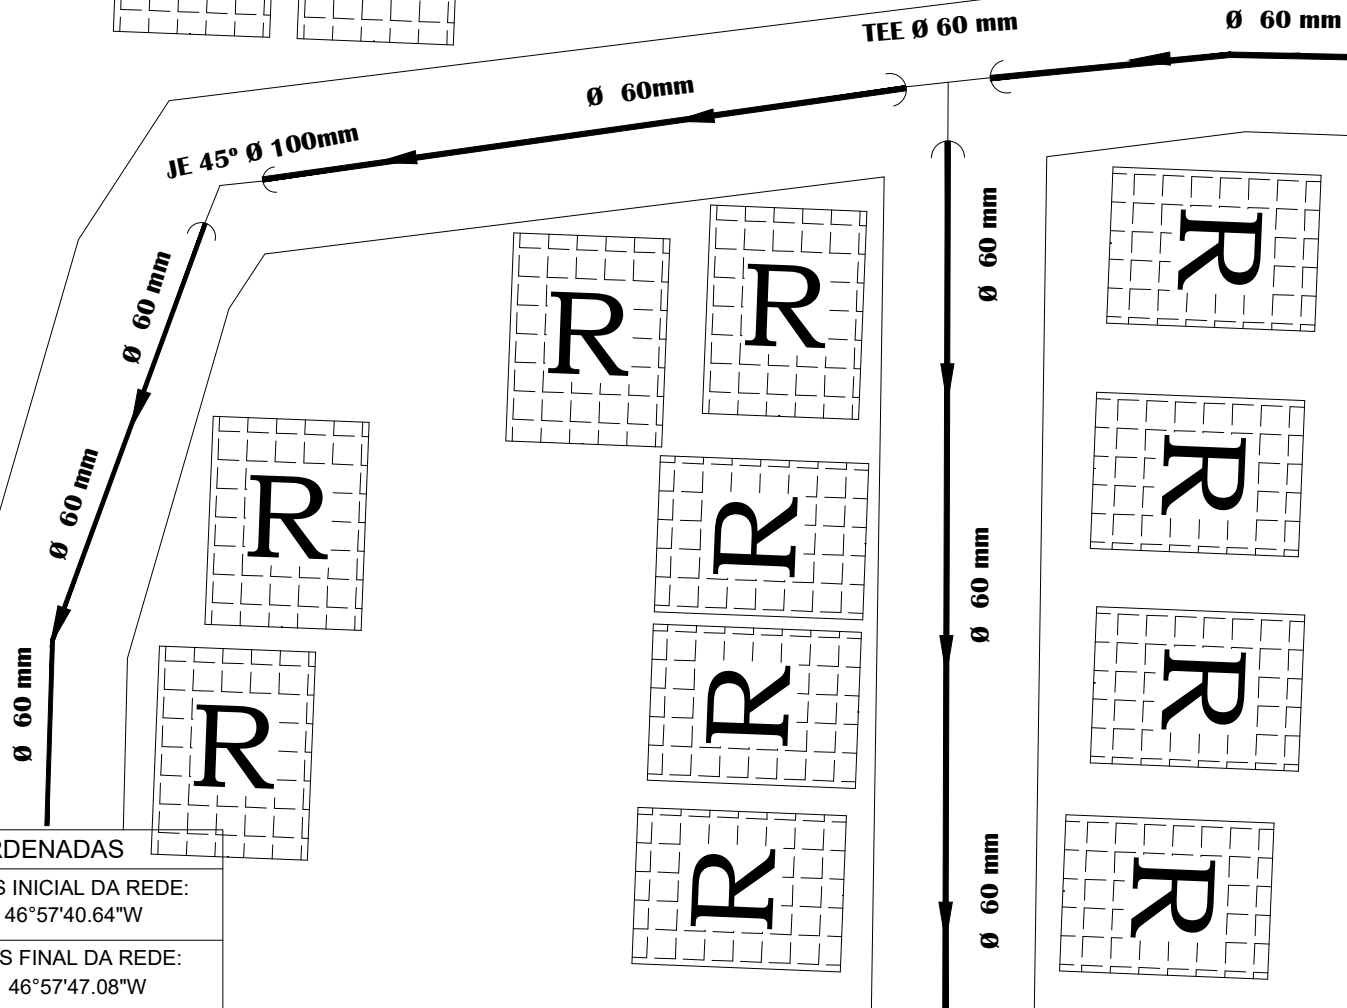 Ø 60 mm
TEE Ø 60 mm
Ø 60mm
JE 45º Ø 100mm
Ø 60 mm
Ø 60 mm
Ø 60 mm
Ø 60 mm
Ø 60 mm
Ø 60 mm
R
R
R
R
R
R
R
R
R
R
R
RDENADAS
S INICIAL DA REDE:
46°57'40.64"W
S FINAL DA REDE:
46°57'47.08"W